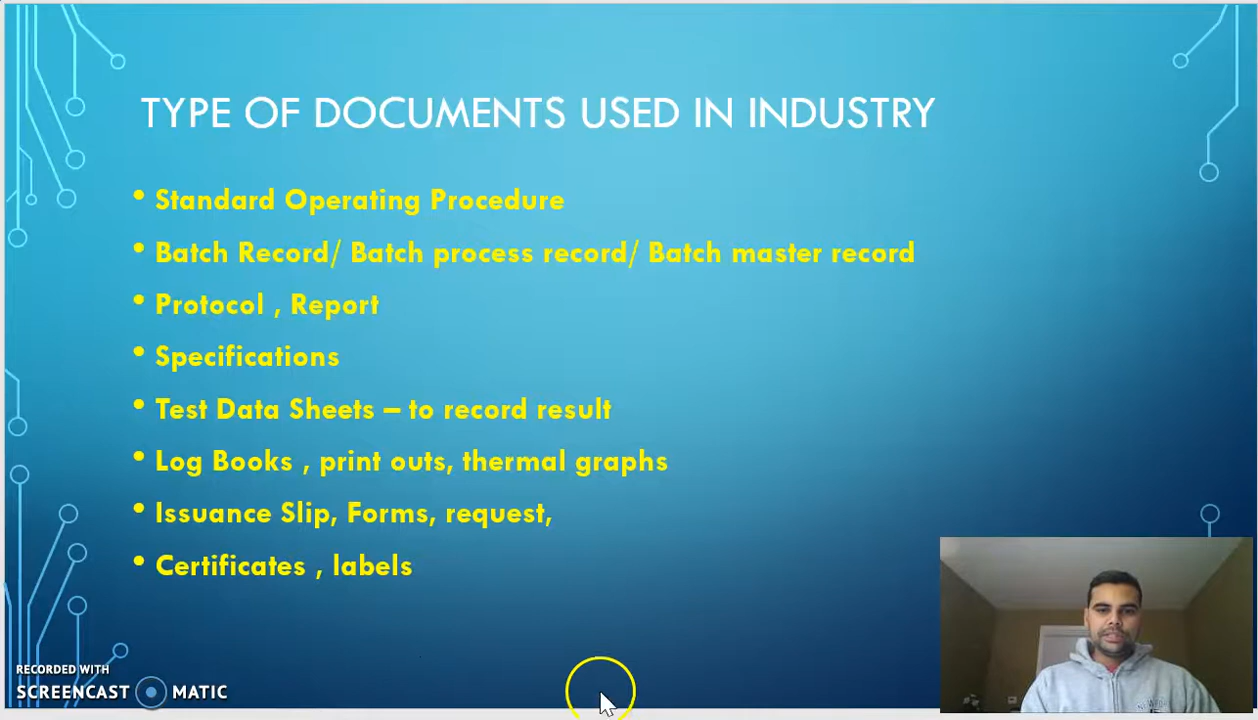 TYPE OF DOCUMENTS USED IN INDUSTRY
• Standard Operating Procedure
• Batch Record/ Batch process record/ Batch master record
• Protocol , Report
• Specifications
• Test Data Sheets – to record result
• Log Books , print outs, thermal graphs
• Issuance Slip, Forms, request,
• Certificates , labels
RECORDED WITH
SCREENCAST MATIC